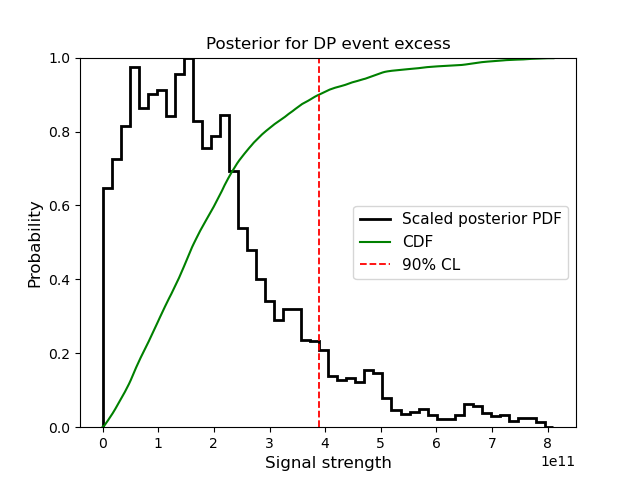 Posterior for DP event excess
Probability
1.0
0.8
0.6
0.4
0.2
0.0
Scaled posterior PDF
CDF
90% CL
0 1 2 3 4 5 6 7 8
1e11
Signal strength